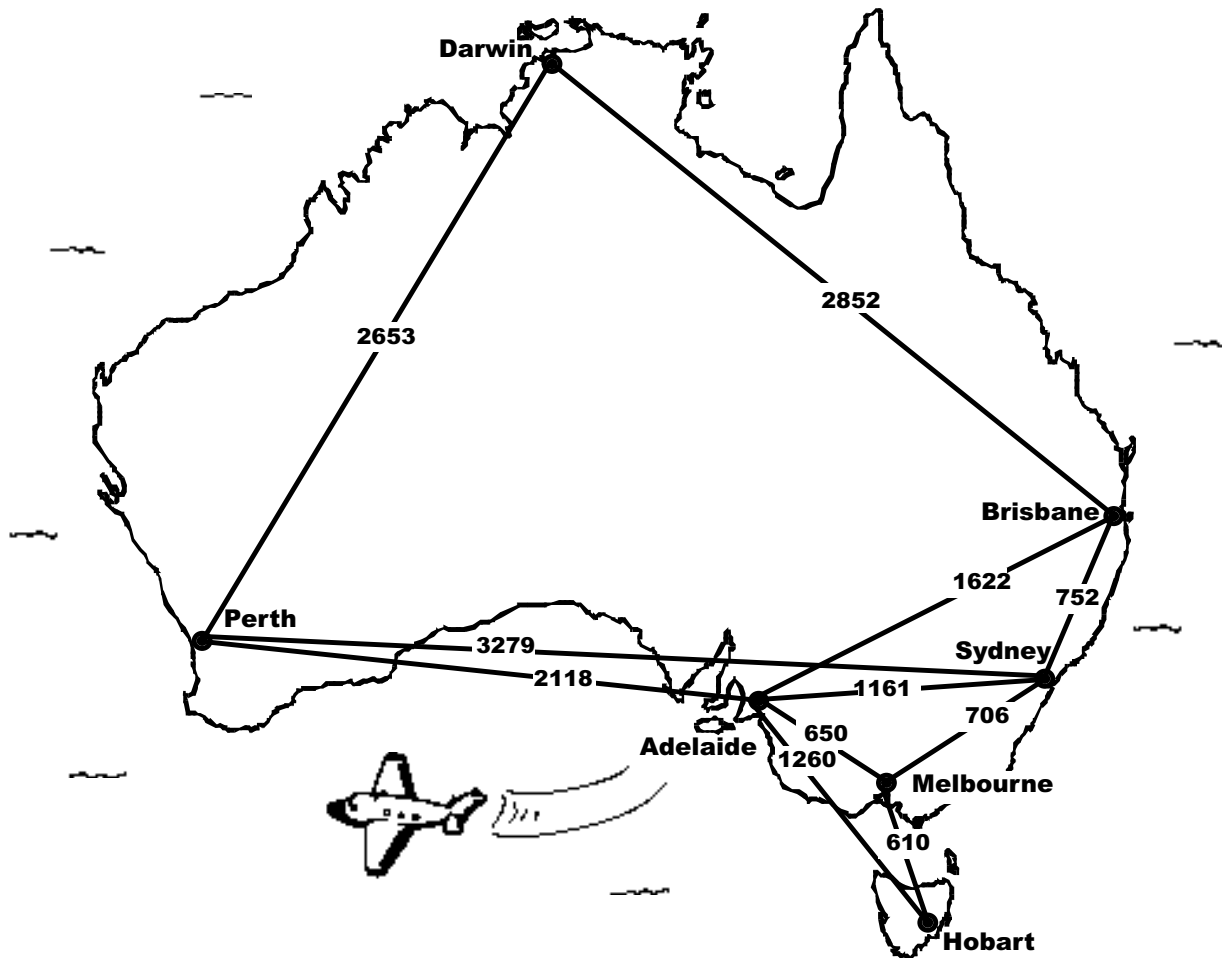 Darwin
2852
2653
Brisbane
1622
752
Perth
3279
Sydney
2118
1161
706
650
Adelaide
1260
Melbourne
610
Hobart